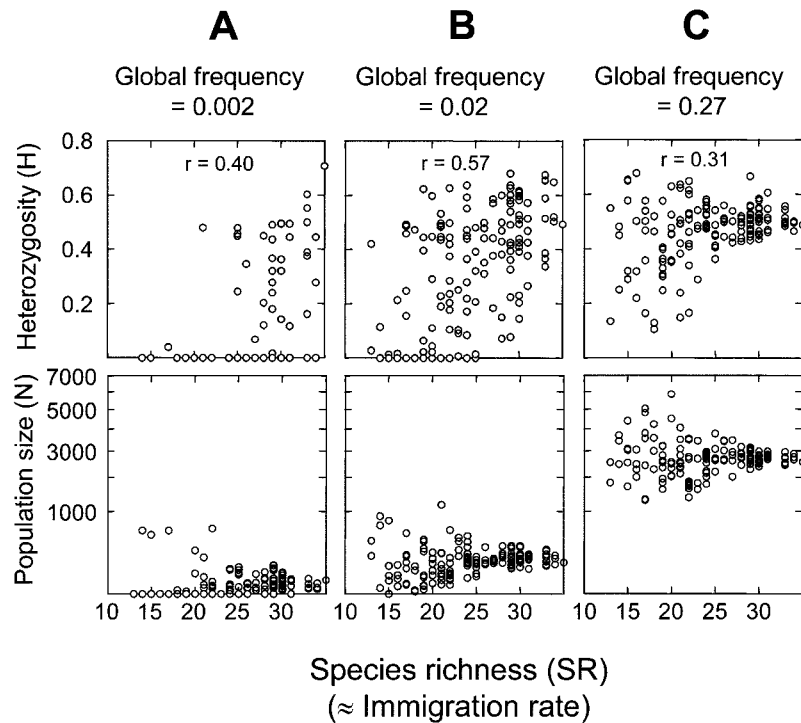 A B C
Global frequency = 0.002
Global frequency = 0.02
Global frequency = 0.27
Heterozygosity (H)
0.8
0.6
0.4
0.2
r = 0.40
r = 0.57
r = 0.31
Population size (N)
7000
5000
3000
1000
10 15 20 25 30 10 15 20 25 30 10 15 20 25 30
Species richness (SR)
(≈ Immigration rate)